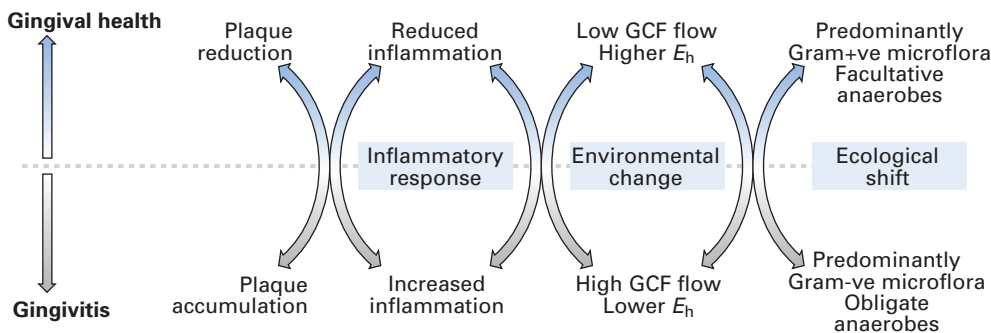 Gingival health
Plaque
reduction
Reduced
inflammation
Low GCF flow
Higher Eh
Predominantly
Gram+ve microflora
Facultative
anaerobes
Inflammatory
response
Environmental
change
Ecological
shift
Gingivitis
Plaque
accumulation
Increased
inflammation
High GCF flow
Lower Eh
Predominantly
Gram-ve microflora
Obligate
anaerobes